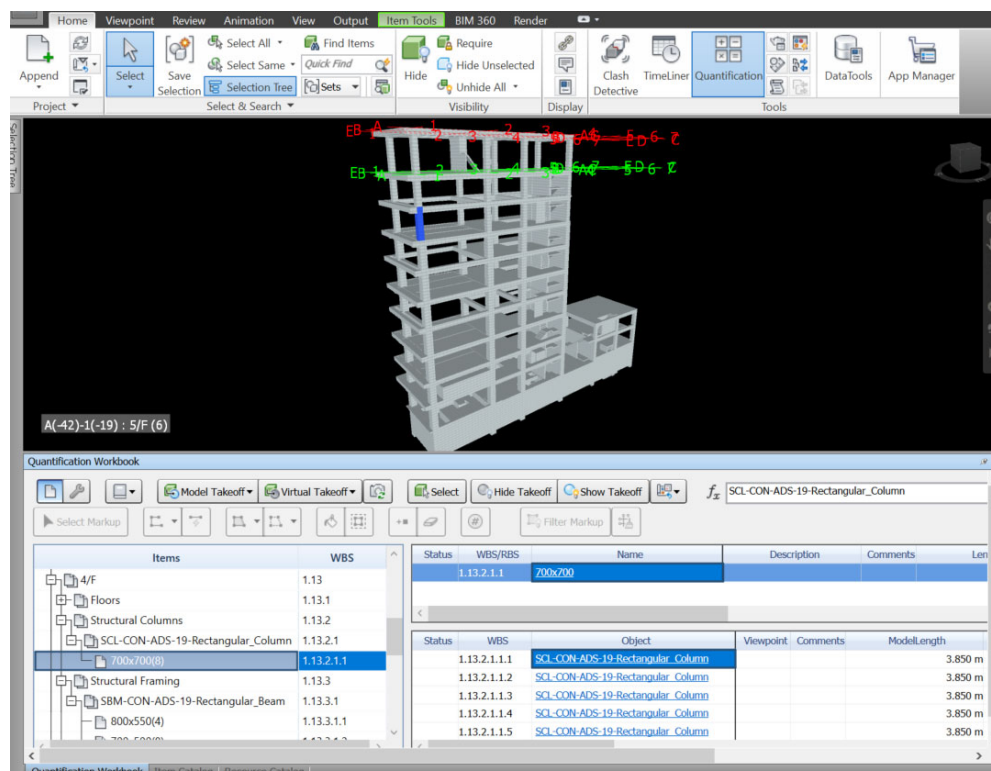 Home Viewpoint Review Animation View Output Item Tools BIM 360 Render
Select All Find Items Require
Select Same Quick Find Hide Unselected
Append Select Save Selection Selection Tree Sets Hide Unhide All Clash Detective TimeLiner Quantification DataTools App Manager
Project Select & Search Visibility Display Tools
Selection Tree
A(-42)-1(-19) : 5/F (6)
Quantification Workbook
Model Takeoff Virtual Takeoff Select Hide Takeoff Show Takeoff fx SCL-CON-ADS-19-Rectangular_Column
Select Markup Filter Markup
Items WBS
4/F 1.13
Floors 1.13.1
Structural Columns 1.13.2
SCL-CON-ADS-19-Rectangular_Column 1.13.2.1
700x700(8) 1.13.2.1.1
Structural Framing 1.13.3
SBM-CON-ADS-19-Rectangular_Beam 1.13.3.1
800x550(4) 1.13.3.1.1
Status WBS/RBS Name Description Comments Len
1.13.2.1.1 700x700
Status WBS Object Viewpoint Comments ModelLength
1.13.2.1.1.1 SCL-CON-ADS-19-Rectangular_Column 3.850 m
1.13.2.1.1.2 SCL-CON-ADS-19-Rectangular_Column 3.850 m
1.13.2.1.1.3 SCL-CON-ADS-19-Rectangular_Column 3.850 m
1.13.2.1.1.4 SCL-CON-ADS-19-Rectangular_Column 3.850 m
1.13.2.1.1.5 SCL-CON-ADS-19-Rectangular_Column 3.850 m
Quantification Workbook Item Catalog Resource Catalog